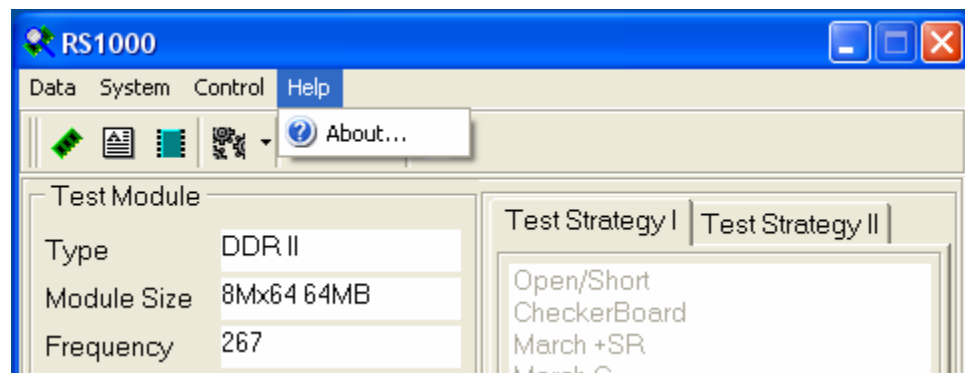 RS1000
Data System Control Help
About...
Test Module
Type DDR II
Module Size 8Mx64 64MB
Frequency 267
Test Strategy I Test Strategy II
Open/Short
CheckerBoard
March +SR